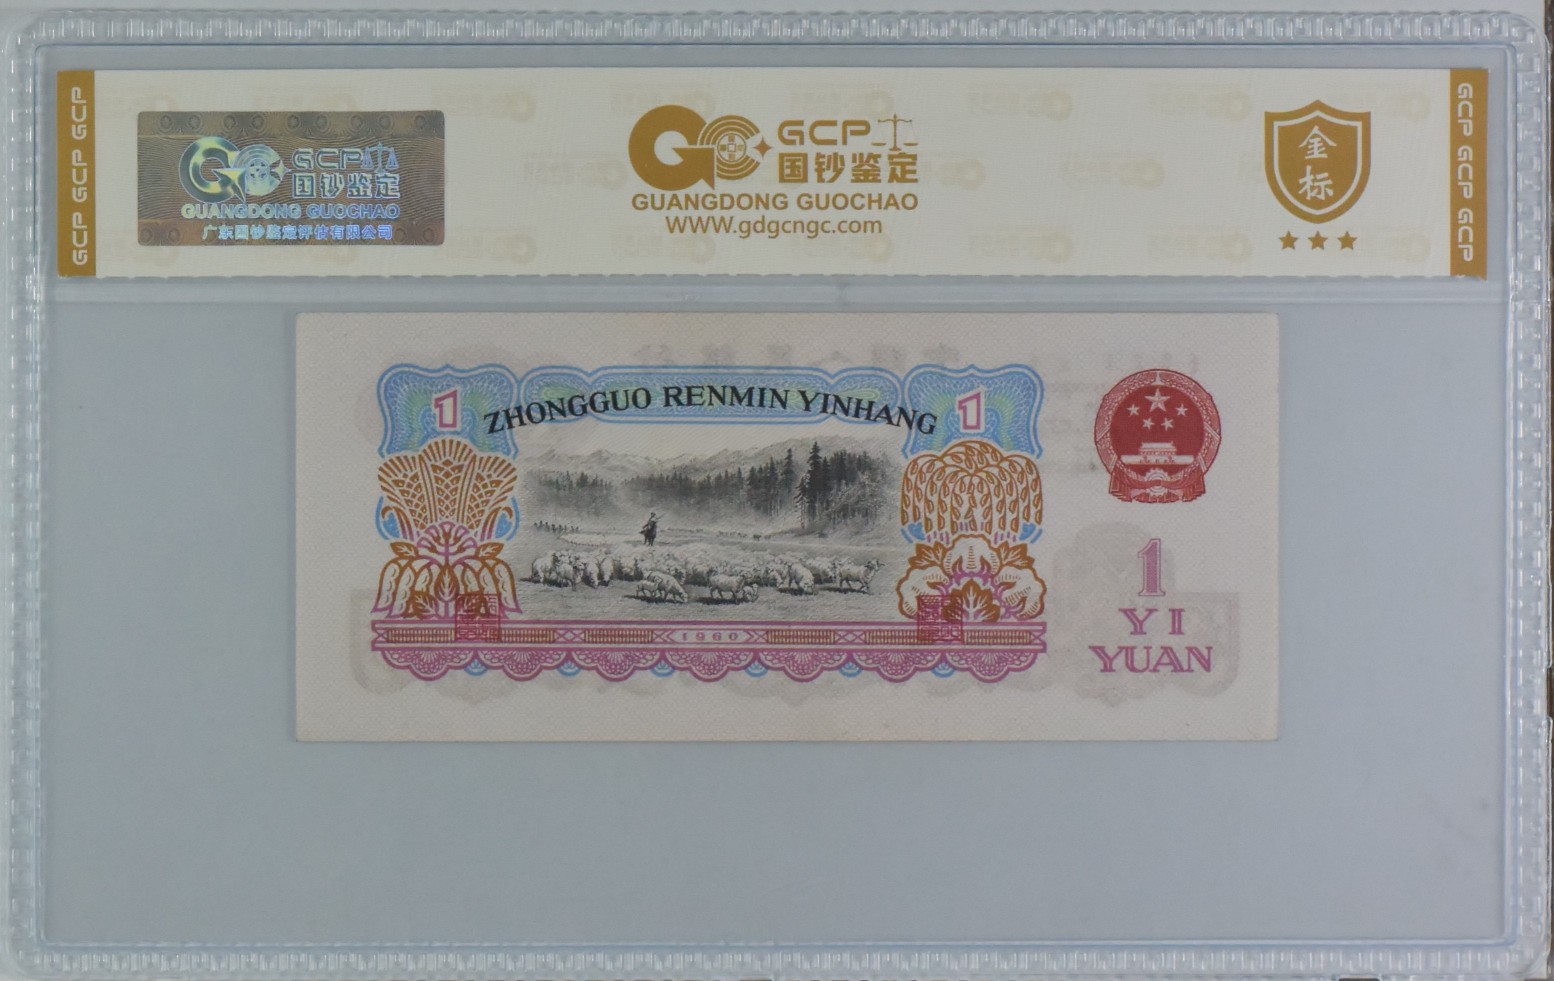 GCP GCP GCP
GCP
国钞鉴定
GUANGDONG GUOCHAO
广东国钞鉴定评估有限公司
GCP
国钞鉴定
GUANGDONG GUOCHAO
WWW.gdgcngc.com
金标
GCP GCP GCP
1
ZHONGGUO RENMIN YINHANG
1
1960
1
YI
YUAN